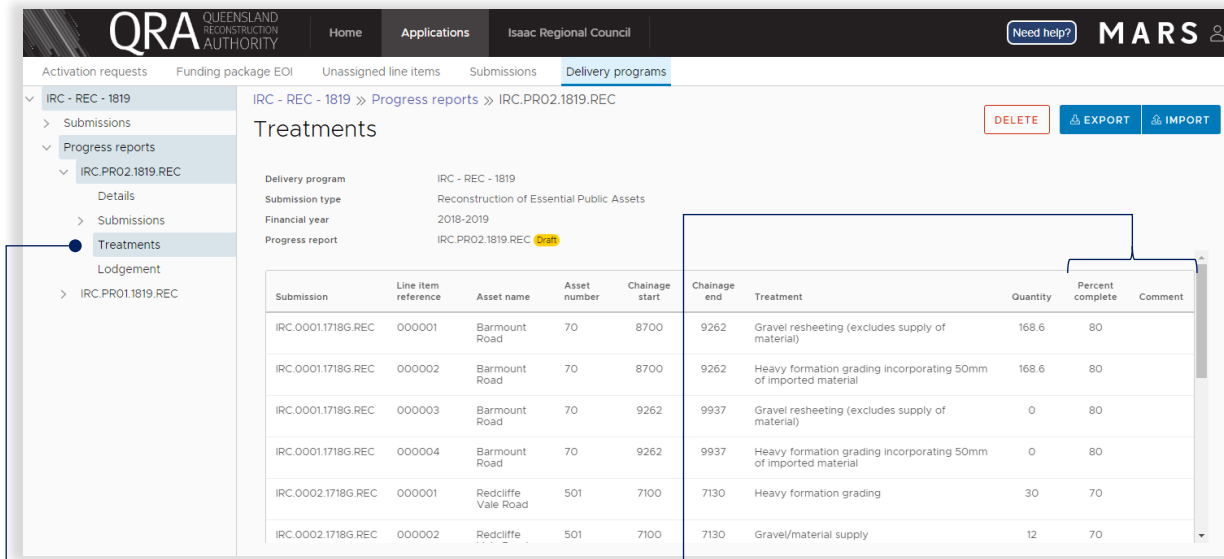 QRA QUEENSLAND RECONSTRUCTION AUTHORITY
Home Applications Isaac Regional Council Need help? MARS
Activation requests Funding package EOI Unassigned line items Submissions Delivery programs
IRC - REC - 1819
Submissions
Progress reports
IRC.PR02.1819.REC
Details
Submissions
Treatments
Lodgement
IRC.PR01.1819.REC
IRC - REC - 1819 » Progress reports » IRC.PR02.1819.REC
Treatments
DELETE EXPORT IMPORT
Delivery program IRC - REC - 1819
Submission type Reconstruction of Essential Public Assets
Financial year 2018-2019
Progress report IRC.PR02.1819.REC Draft
Submission Line item reference Asset name Asset number Chainage start Chainage end Treatment Quantity Percent complete Comment
IRC.0001.1718G.REC 000001 Barmount Road 70 8700 9262 Gravel resheeting (excludes supply of material) 168.6 80
IRC.0001.1718G.REC 000002 Barmount Road 70 8700 9262 Heavy formation grading incorporating 50mm of imported material 168.6 80
IRC.0001.1718G.REC 000003 Barmount Road 70 9262 9937 Gravel resheeting (excludes supply of material) 0 80
IRC.0001.1718G.REC 000004 Barmount Road 70 9262 9937 Heavy formation grading incorporating 50mm of imported material 0 80
IRC.0002.1718G.REC 000001 Redcliffe Vale Road 501 7100 7130 Heavy formation grading 30 70
IRC.0002.1718G.REC 000002 Redcliffe 501 7100 7130 Gravel/material supply 12 70